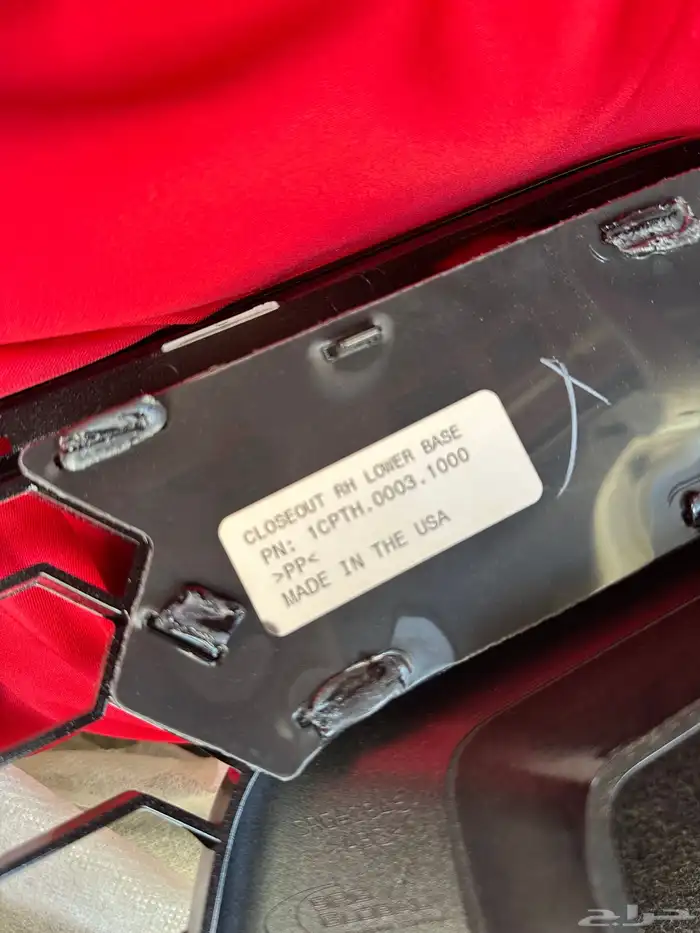 CLOSEOUT RH LOWER BASE
PN: 1CPTH.0003.1000
>PP<
MADE IN THE USA
حراج